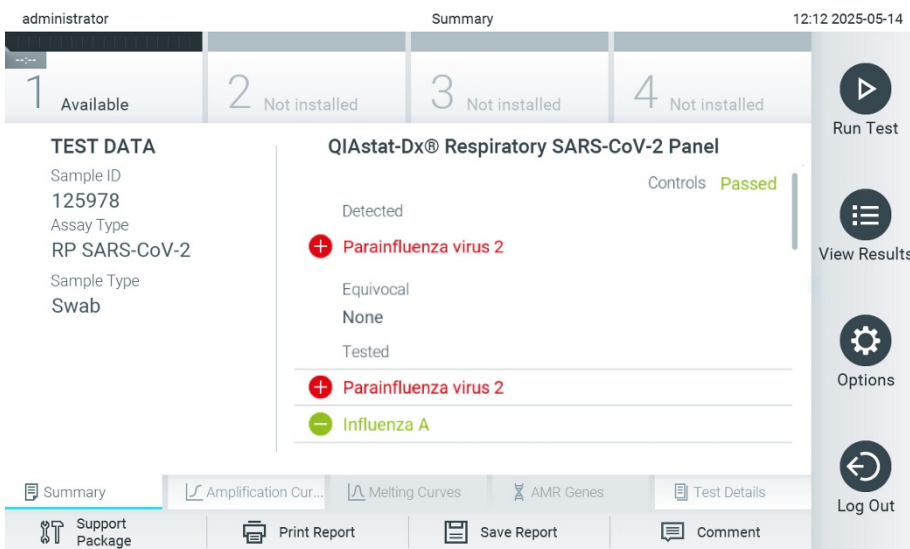 administrator
Summary
12:12 2025-05-14
--:--
1 Available
2 Not installed
3 Not installed
4 Not installed
Run Test
TEST DATA
Sample ID
125978
Assay Type
RP SARS-CoV-2
Sample Type
Swab
QIAstat-Dx® Respiratory SARS-CoV-2 Panel
Controls Passed
Detected
Parainfluenza virus 2
Equivocal
None
Tested
Parainfluenza virus 2
Influenza A
View Results
Options
Log Out
Summary
Amplification Cur...
Melting Curves
AMR Genes
Test Details
Support
Package
Print Report
Save Report
Comment